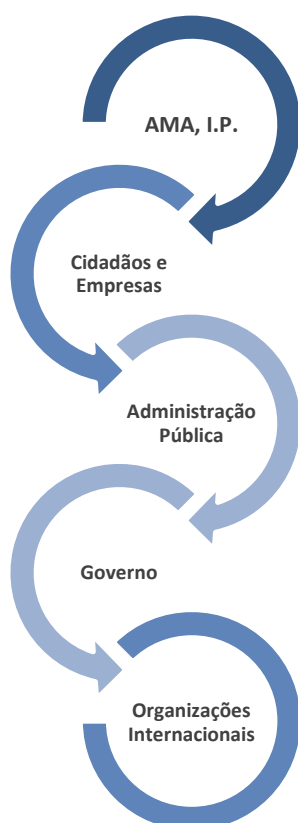 AMA, I.P.
Cidadãos e
Empresas
Administração
Pública
Governo
Organizações
Internacionais